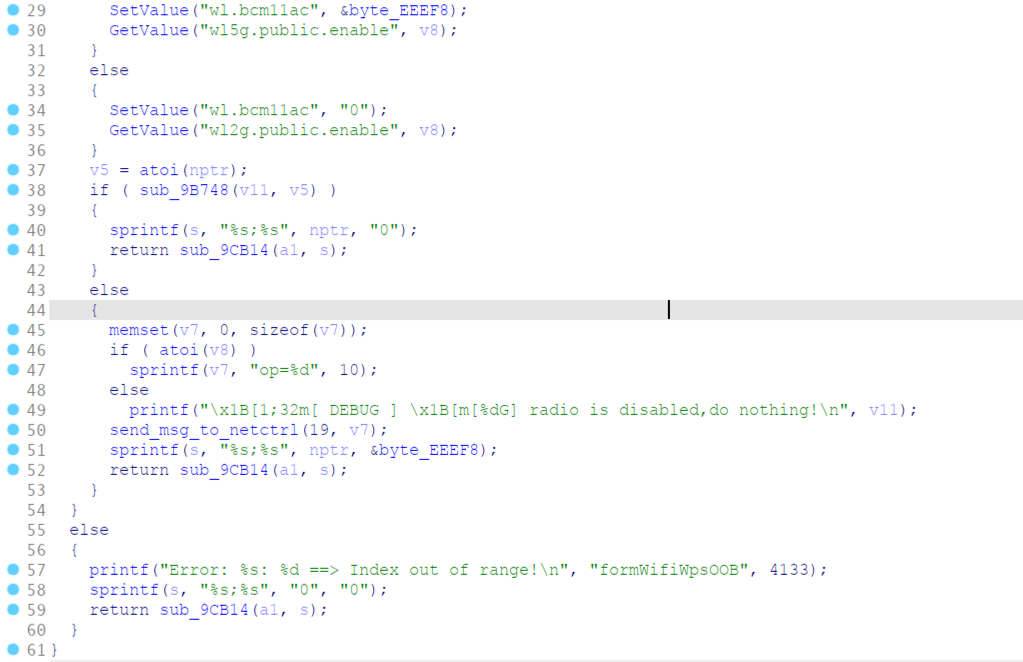 29 SetValue("wl.bcm11ac", &byte_EEEF8);
30 GetValue("wl5g.public.enable", v8);
31 }
32 else
33 {
34 SetValue("wl.bcm11ac", "0");
35 GetValue("wl2g.public.enable", v8);
36 }
37 v5 = atoi(nptr);
38 if ( sub_9B748(v11, v5) )
39 {
40 sprintf(s, "%s;%s", nptr, "0");
41 return sub_9CB14(a1, s);
42 }
43 else
44 {
45 memset(v7, 0, sizeof(v7));
46 if ( atoi(v8) )
47 sprintf(v7, "op=%d", 10);
48 else
49 printf("\x1B[1;32m[ DEBUG ] \x1B[m[%dG] radio is disabled,do nothing!\n", v11);
50 send_msg_to_netctrl(19, v7);
51 sprintf(s, "%s;%s", nptr, &byte_EEEF8);
52 return sub_9CB14(a1, s);
53 }
54 }
55 else
56 {
57 printf("Error: %s: %d ==> Index out of range!\n", "formWifiWpsOOB", 4133);
58 sprintf(s, "%s;%s", "0", "0");
59 return sub_9CB14(a1, s);
60 }
61 }